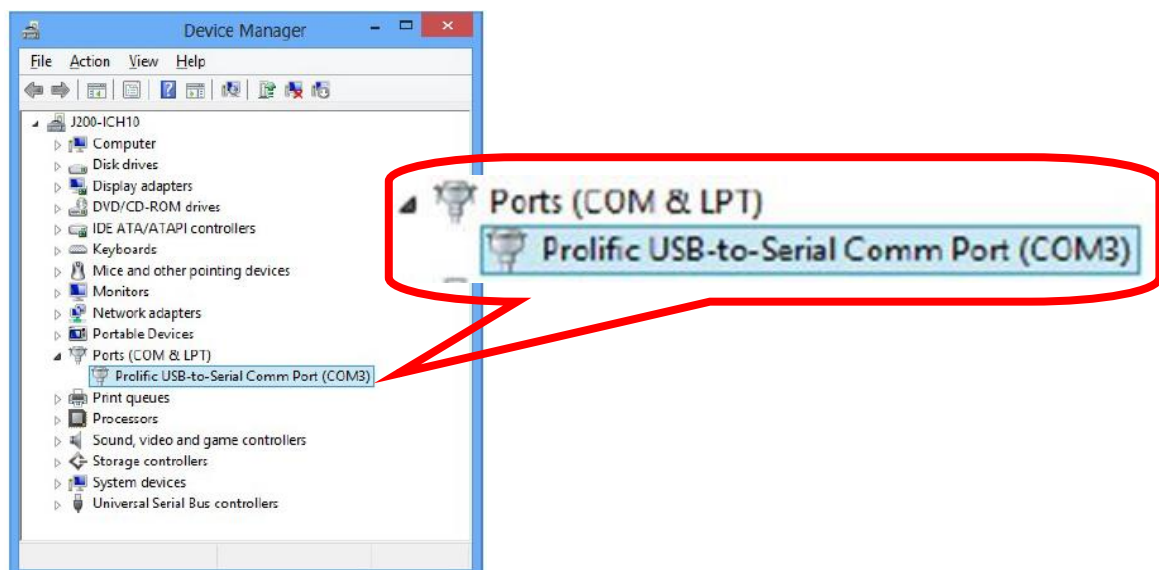 Device Manager
File Action View Help
J200-ICH10
Computer
Disk drives
Display adapters
DVD/CD-ROM drives
IDE ATA/ATAPI controllers
Keyboards
Mice and other pointing devices
Monitors
Network adapters
Portable Devices
Ports (COM & LPT)
Prolific USB-to-Serial Comm Port (COM3)
Print queues
Processors
Sound, video and game controllers
Storage controllers
System devices
Universal Serial Bus controllers
Ports (COM & LPT)
Prolific USB-to-Serial Comm Port (COM3)